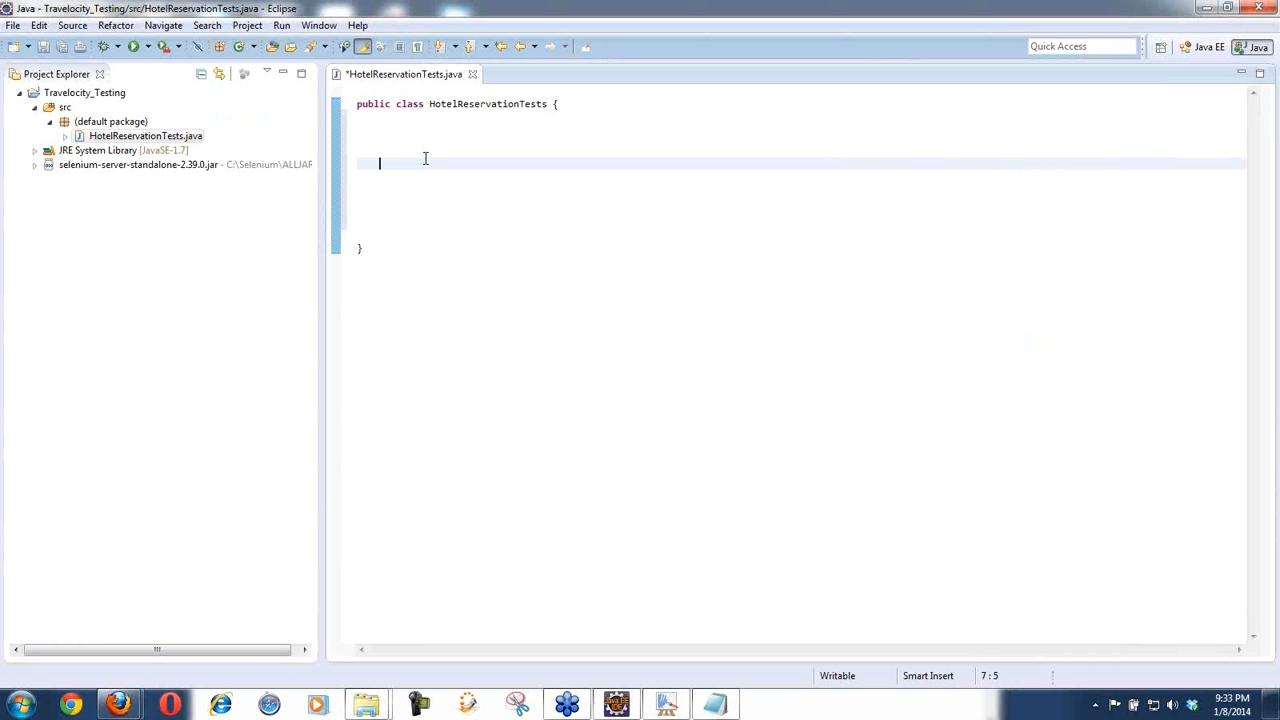 Java - Travelocity_Testing/src/HotelReservationTests.java - Eclipse
File Edit Source Refactor Navigate Search Project Run Window Help
Quick Access
Java EE
Java
Project Explorer
*HotelReservationTests.java
Travelocity_Testing
src
(default package)
HotelReservationTests.java
JRE System Library [JavaSE-1.7]
selenium-server-standalone-2.39.0.jar - C:\Selenium\ALLJAR
public class HotelReservationTests {
}
Writable
Smart Insert
7 : 5
9:33 PM
1/8/2014